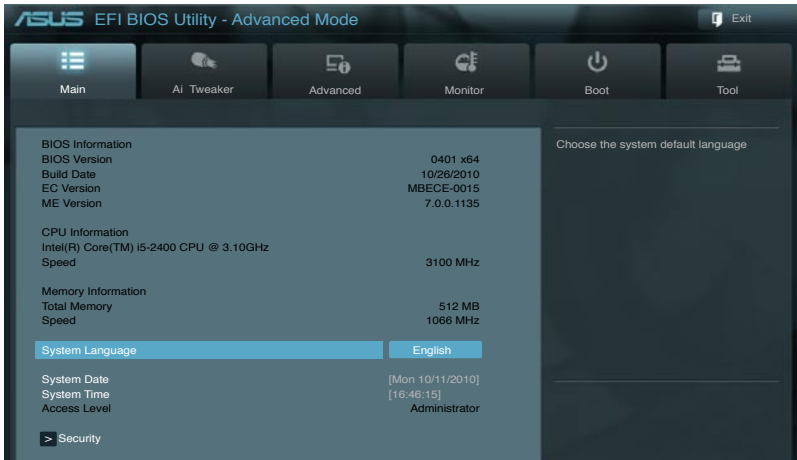 ASUS EFI BIOS Utility - Advanced Mode
Exit
Main
Ai Tweaker
Advanced
Monitor
Boot
Tool
BIOS Information
BIOS Version 0401 x64
Build Date 10/26/2010
EC Version MBECE-0015
ME Version 7.0.0.1135
CPU Information
Intel(R) Core(TM) i5-2400 CPU @ 3.10GHz
Speed 3100 MHz
Memory Information
Total Memory 512 MB
Speed 1066 MHz
System Language English
System Date [Mon 10/11/2010]
System Time [16:46:15]
Access Level Administrator
> Security
Choose the system default language